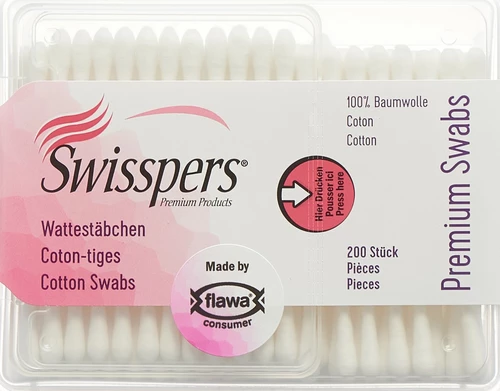 Swisspers®
Premium Products
Wattestäbchen
Coton-tiges
Cotton Swabs
Made by
flawa®
consumer
Hier Drücken
Pousser ici
Press here
100% Baumwolle
Coton
Cotton
200 Stück
Pièces
Pieces
Premium Swabs